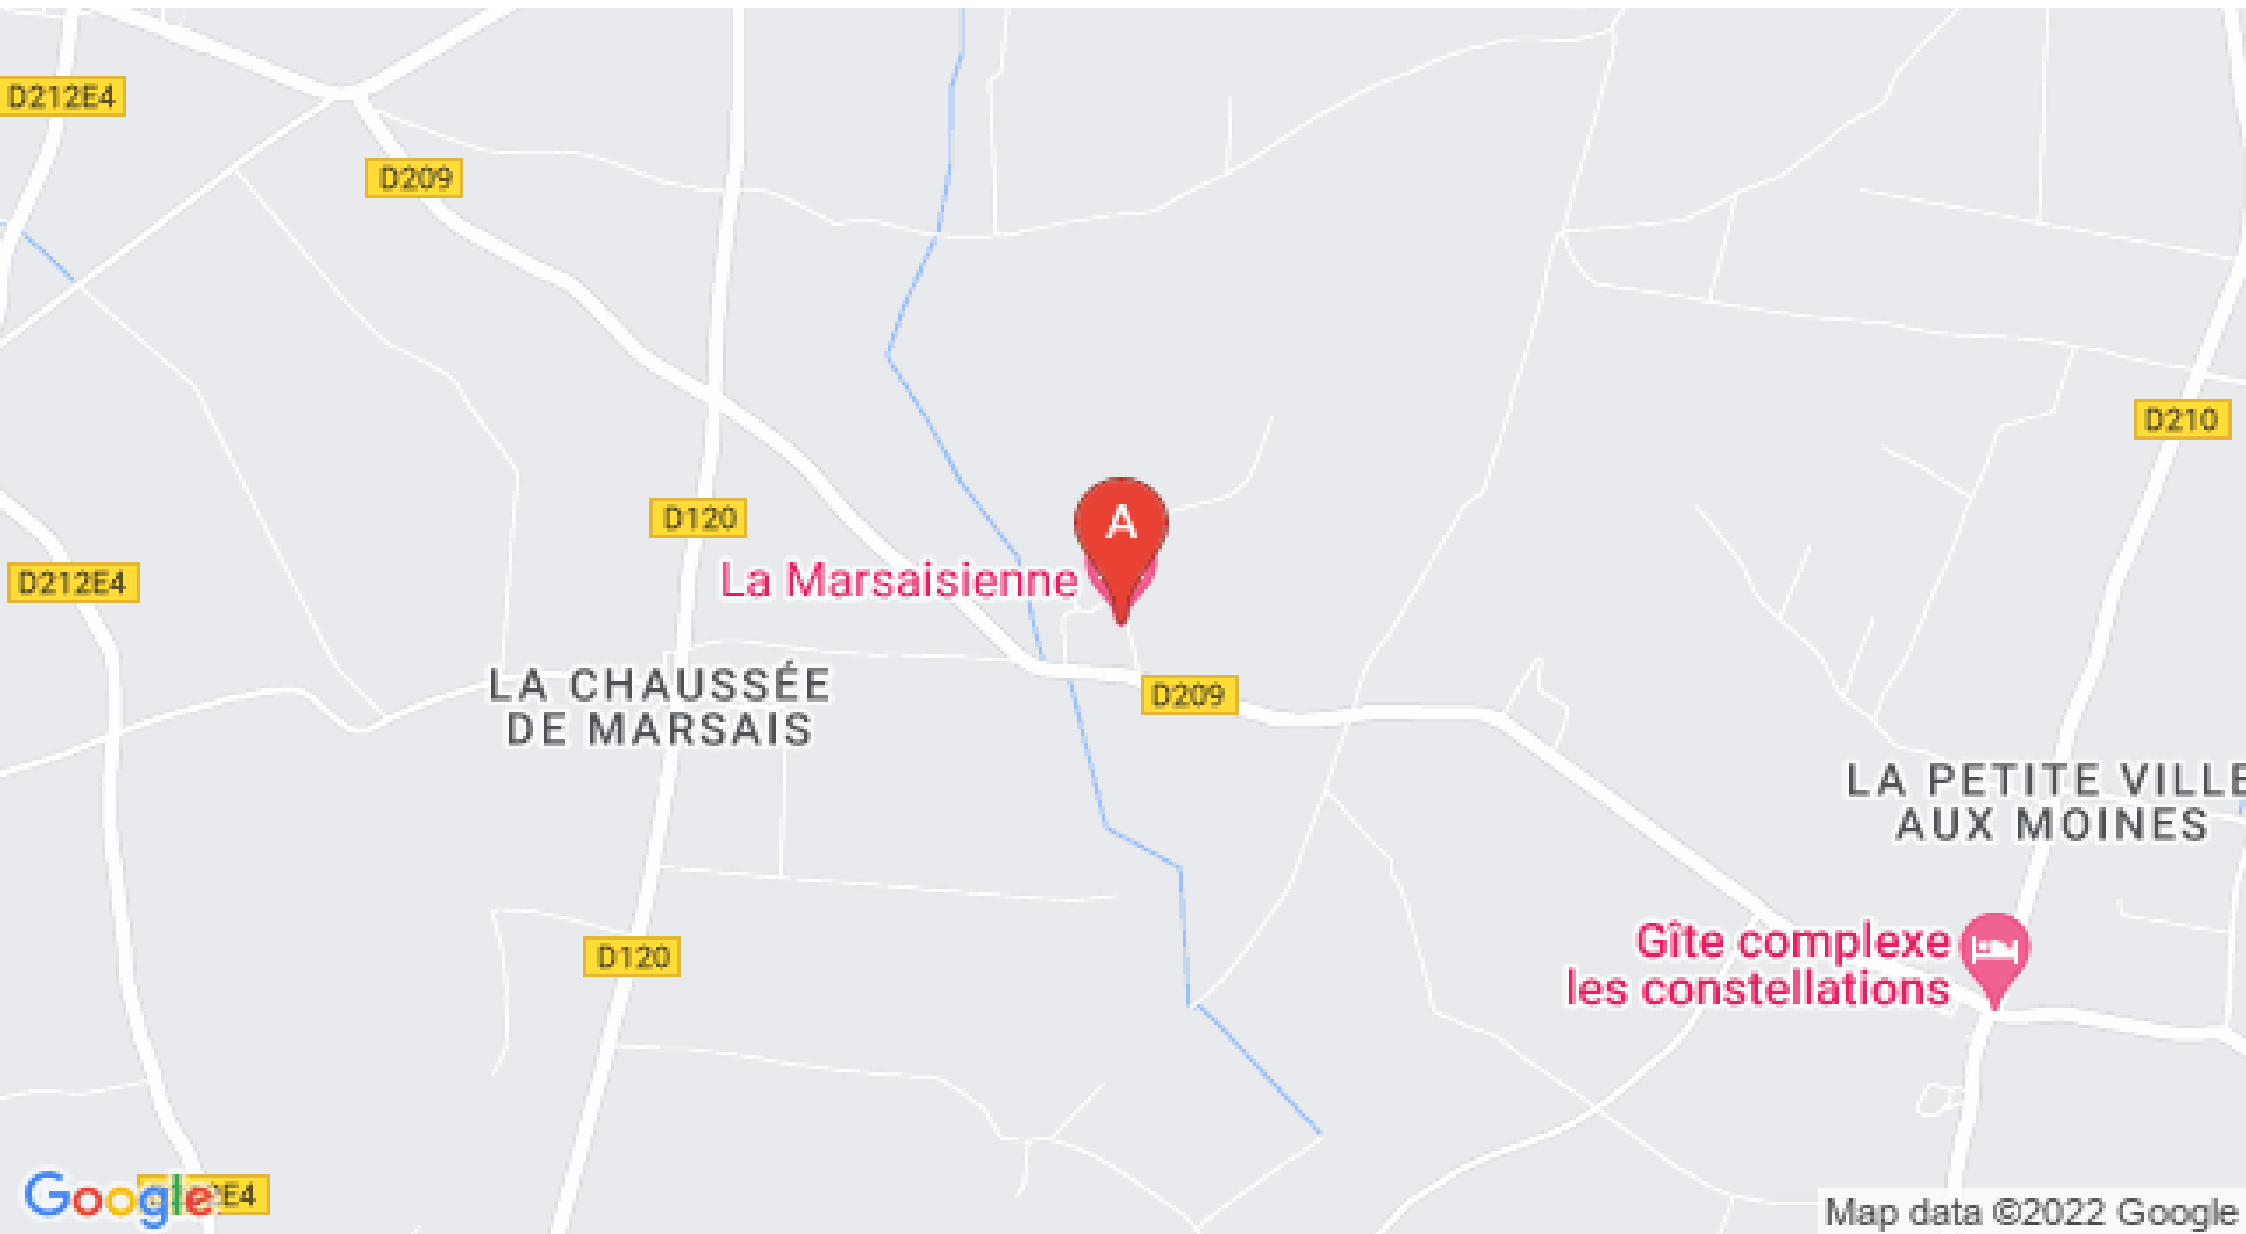 D212E4
D209
D210
D120
La Marsaisienne
A
D212E4
LA CHAUSSÉE
DE MARSAIS
D209
LA PETITE VILLE
AUX MOINES
D120
Gîte complexe
les constellations
Google
E4
Map data ©2022 Google